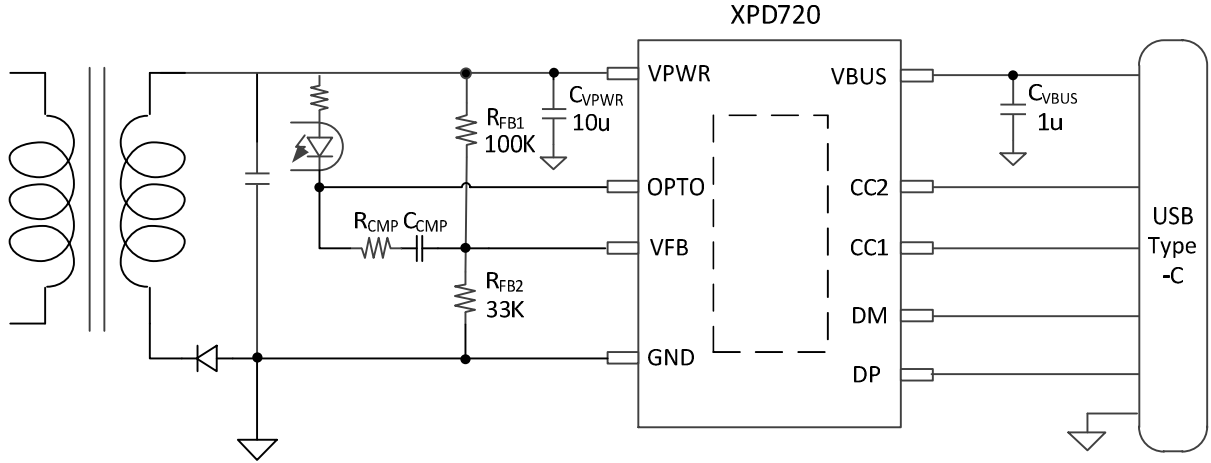 XPD720
VPWR
VBUS
CVPWR
10u
CVBUS
1u
RFB1
100K
OPTO
CC2
RCMP CCMP
VFB
CC1
USB
Type
-C
RFB2
33K
DM
GND
DP